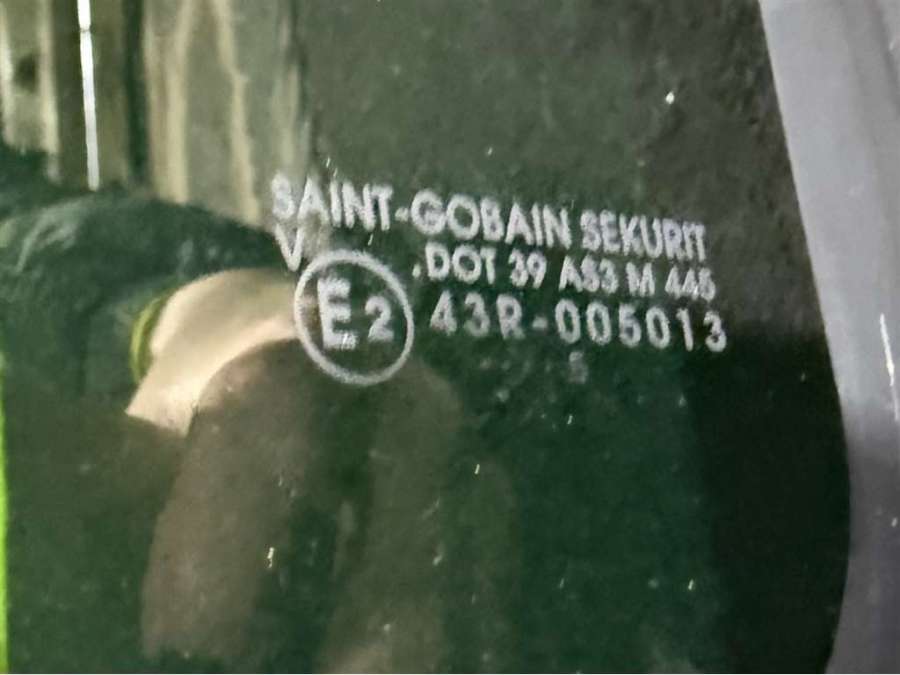 SAINT-GOBAIN SEKURIT
V .DOT 39 AS3 M 445
E2 43R-005013